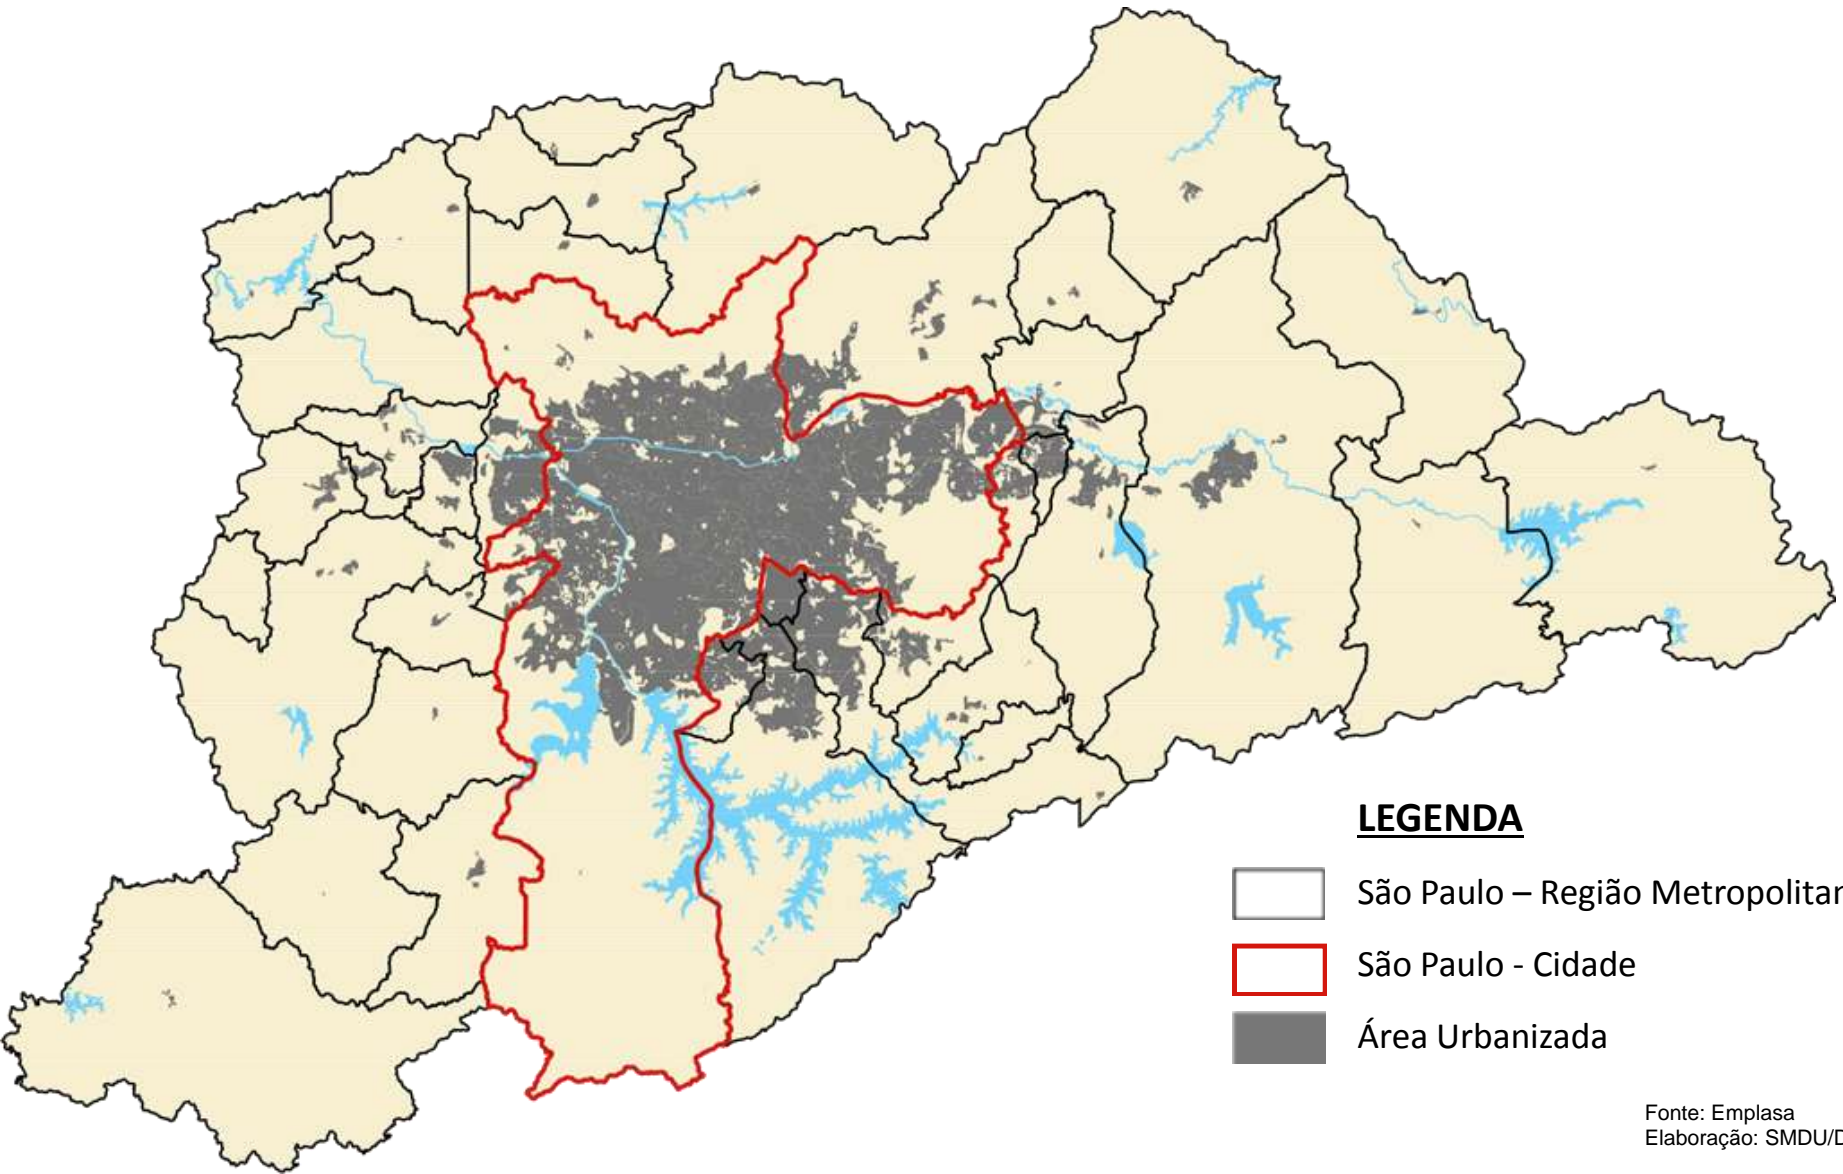 LEGENDA
São Paulo – Região Metropolitan
São Paulo - Cidade
Área Urbanizada
Fonte: Emplasa
Elaboração: SMDU/D